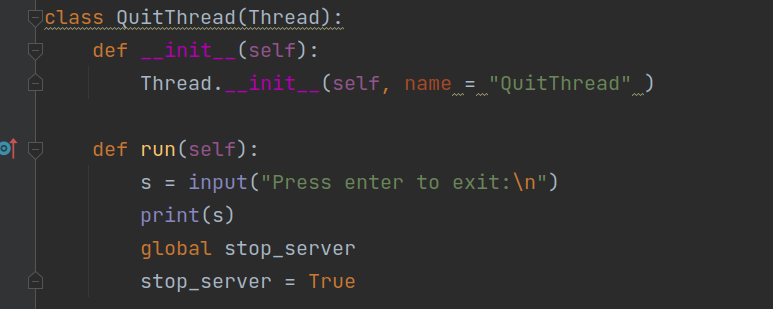 class QuitThread(Thread):
    def __init__(self):
        Thread.__init__(self, name = "QuitThread" )
    def run(self):
        s = input("Press enter to exit:\n")
        print(s)
        global stop_server
        stop_server = True